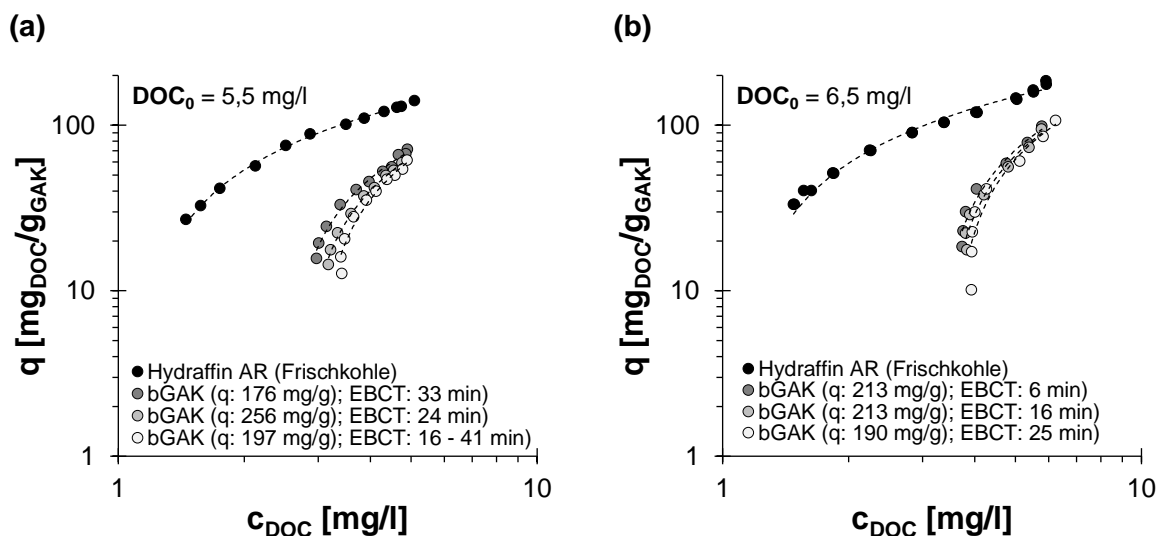 (a)
DOC₀ = 5,5 mg/l
100
10
1
q [mg_DOC/g_GAK]
Hydraffin AR (Frischkohle)
bGAK (q: 176 mg/g); EBCT: 33 min)
bGAK (q: 256 mg/g); EBCT: 24 min)
bGAK (q: 197 mg/g); EBCT: 16 - 41 min)
1
10
c_DOC [mg/l]
(b)
DOC₀ = 6,5 mg/l
100
10
1
q [mg_DOC/g_GAK]
Hydraffin AR (Frischkohle)
bGAK (q: 213 mg/g); EBCT: 6 min)
bGAK (q: 213 mg/g); EBCT: 16 min)
bGAK (q: 190 mg/g); EBCT: 25 min)
1
10
c_DOC [mg/l]